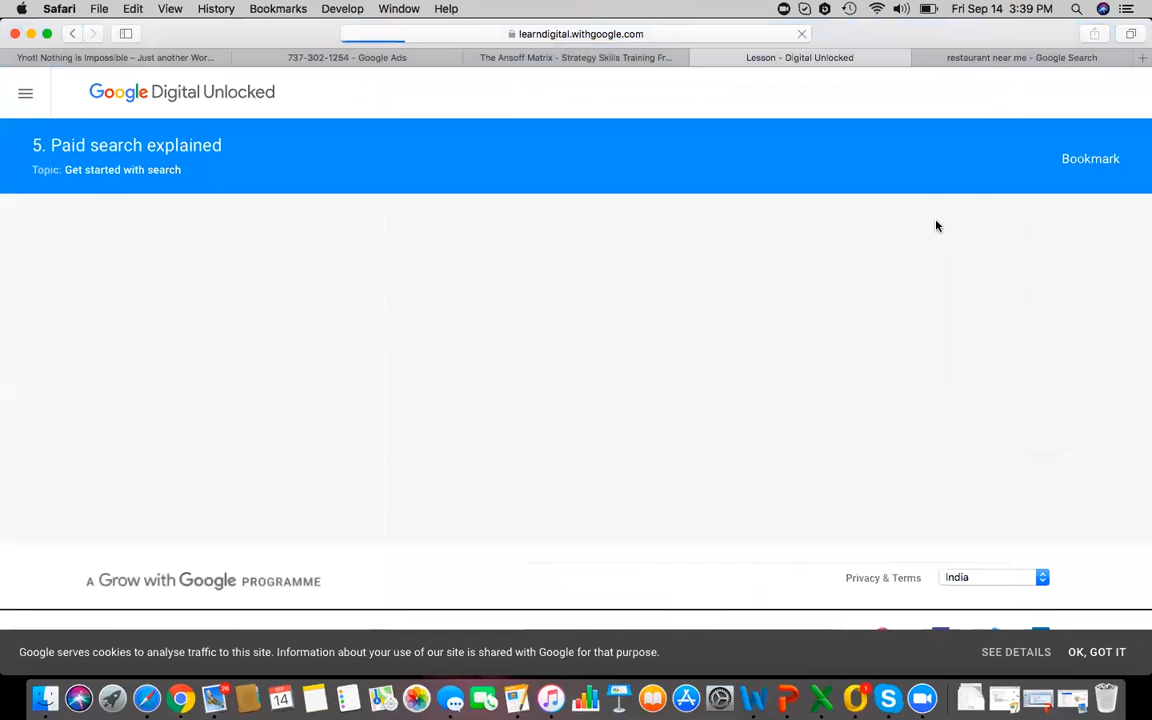 Safari File Edit View History Bookmarks Develop Window Help Fri Sep 14 3:39 PM
learndigital.withgoogle.com
Ynot! Nothing is Impossible – Just another Wor... 737-302-1254 - Google Ads The Ansoff Matrix - Strategy Skills Training Fr... Lesson - Digital Unlocked restaurant near me - Google Search
Google Digital Unlocked
5. Paid search explained
Bookmark
Topic: Get started with search
A Grow with Google PROGRAMME
Privacy & Terms India
Google serves cookies to analyse traffic to this site. Information about your use of our site is shared with Google for that purpose. SEE DETAILS OK, GOT IT